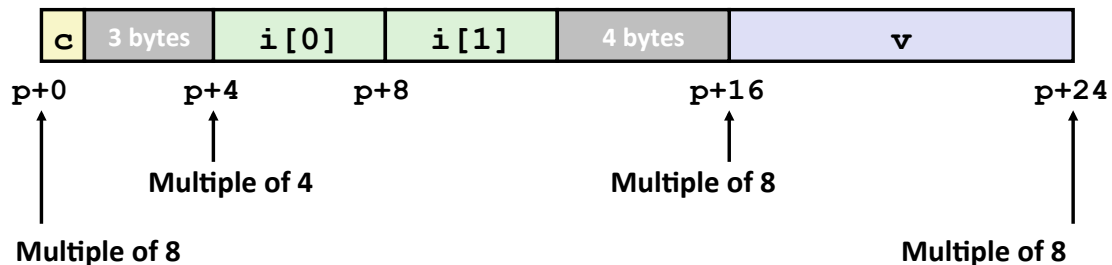 c 3 bytes i[0] i[1] 4 bytes v
p+0 p+4 p+8 p+16 p+24
Multiple of 4 Multiple of 8
Multiple of 8 Multiple of 8